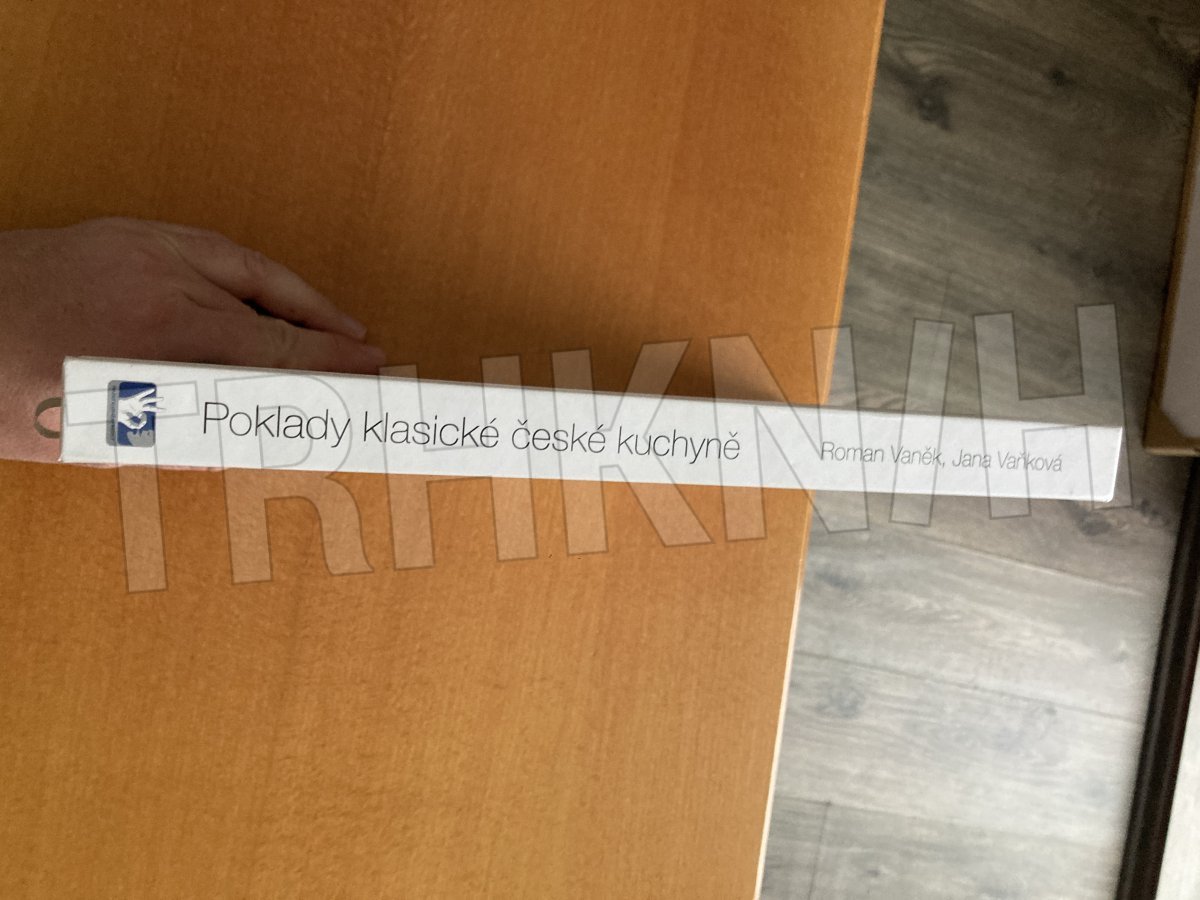 Poklady klasické české kuchyně
Roman Vaněk, Jana Vaňková
TRHKNIH